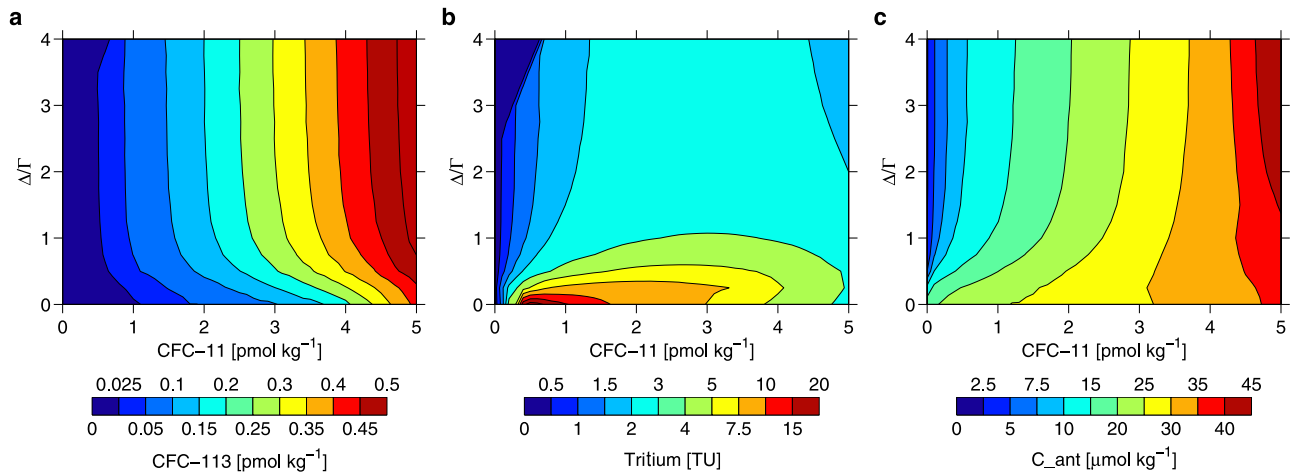 a
4
3
2
1
0
Δ/Γ
0 1 2 3 4 5
CFC−11 [pmol kg⁻¹]
0.025 0.1 0.2 0.3 0.4 0.5
0 0.05 0.15 0.25 0.35 0.45
CFC−113 [pmol kg⁻¹]
b
4
3
2
1
0
Δ/Γ
0 1 2 3 4 5
CFC−11 [pmol kg⁻¹]
0.5 1.5 3 5 10 20
0 1 2 4 7.5 15
Tritium [TU]
c
4
3
2
1
0
Δ/Γ
0 1 2 3 4 5
CFC−11 [pmol kg⁻¹]
2.5 7.5 15 25 35 45
0 5 10 20 30 40
C_ant [μmol kg⁻¹]